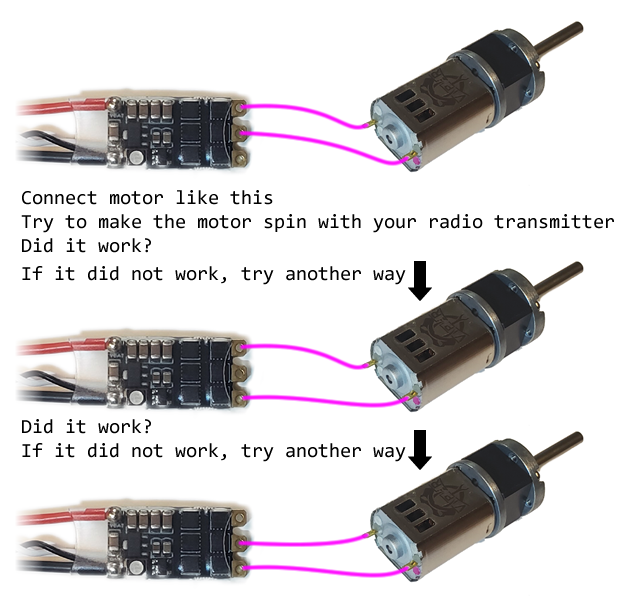 Connect motor like this
Try to make the motor spin with your radio transmitter
Did it work?
If it did not work, try another way
Did it work?
If it did not work, try another way